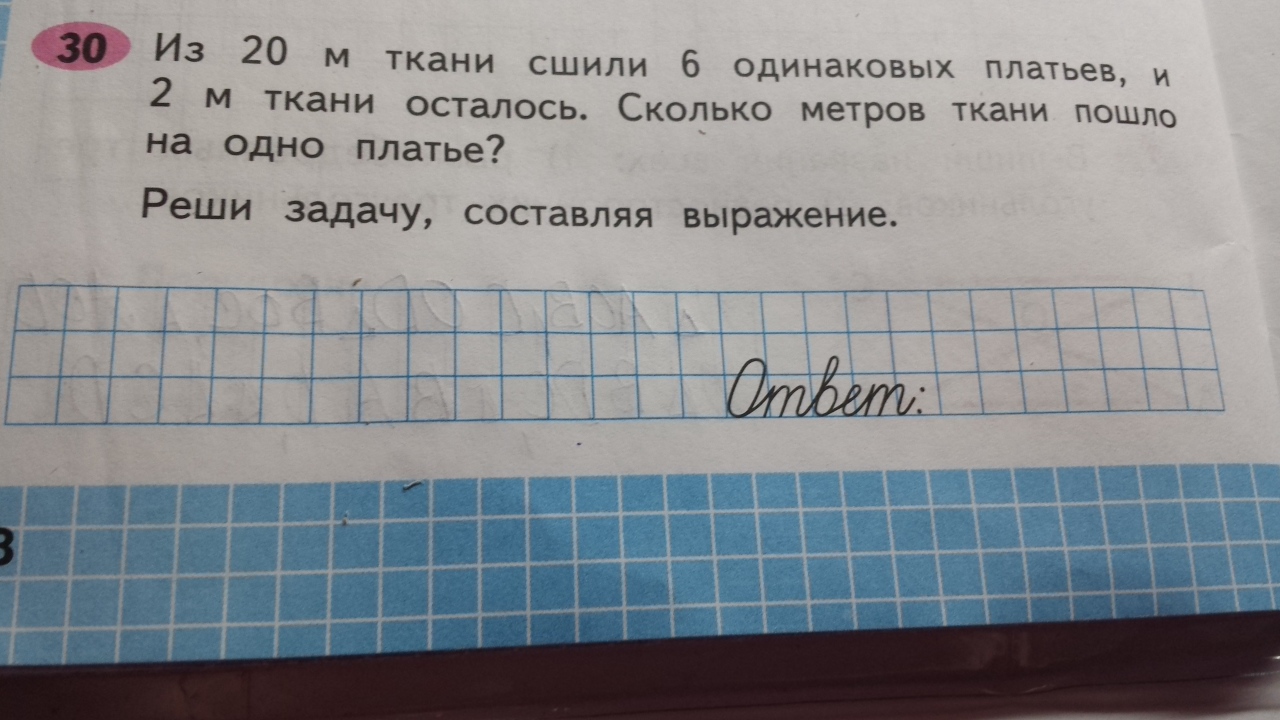 30 Из 20 м ткани сшили 6 одинаковых платьев, и
2 м ткани осталось. Сколько метров ткани пошло
на одно платье?
Реши задачу, составляя выражение.
Ответ: